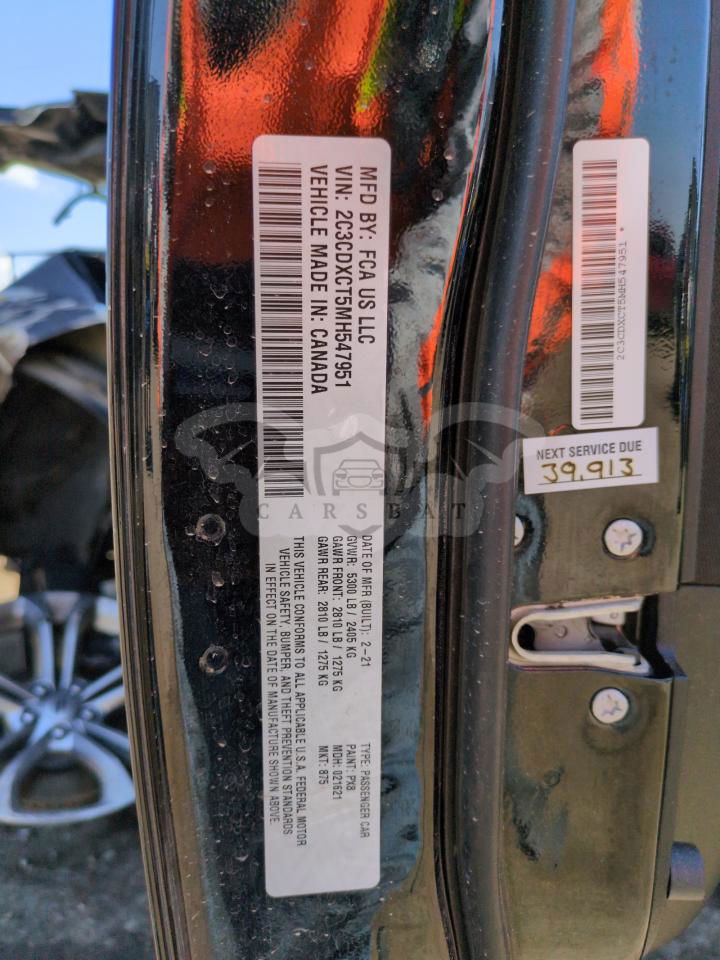 MFD BY: FCA US LLC
VIN: 2C3CDXCT5MH547951
VEHICLE MADE IN: CANADA
DATE OF MFR (BUILT): 2-21
GVWR: 5300 LB / 2405 KG
GAWR FRONT: 2810 LB / 1275 KG
GAWR REAR: 2810 LB / 1275 KG
TYPE: PASSENGER CAR
PAINT: PX8
MDH: 021621
MKT: 875
THIS VEHICLE CONFORMS TO ALL APPLICABLE U.S.A. FEDERAL MOTOR
VEHICLE SAFETY, BUMPER, AND THEFT PREVENTION STANDARDS
IN EFFECT ON THE DATE OF MANUFACTURE SHOWN ABOVE.
2C3CDXCT5MH547951 *
NEXT SERVICE DUE
39,913
CARSBAT